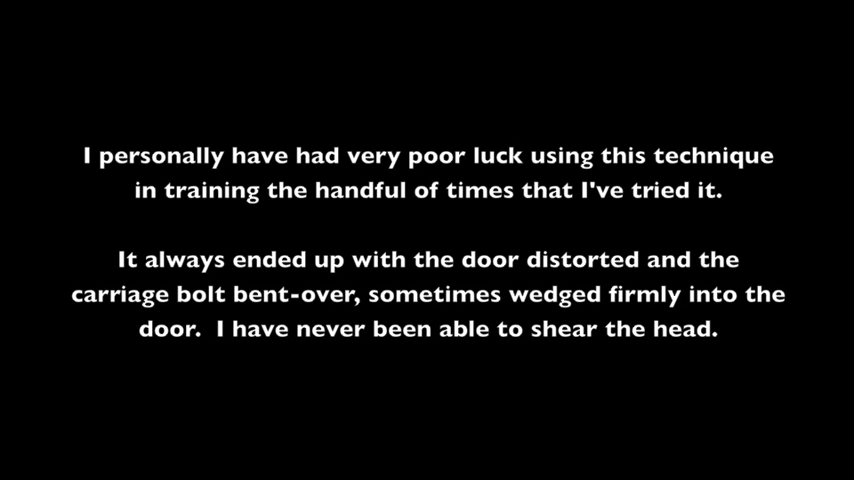 I personally have had very poor luck using this technique
in training the handful of times that I've tried it.
It always ended up with the door distorted and the
carriage bolt bent-over, sometimes wedged firmly into the
door.  I have never been able to shear the head.